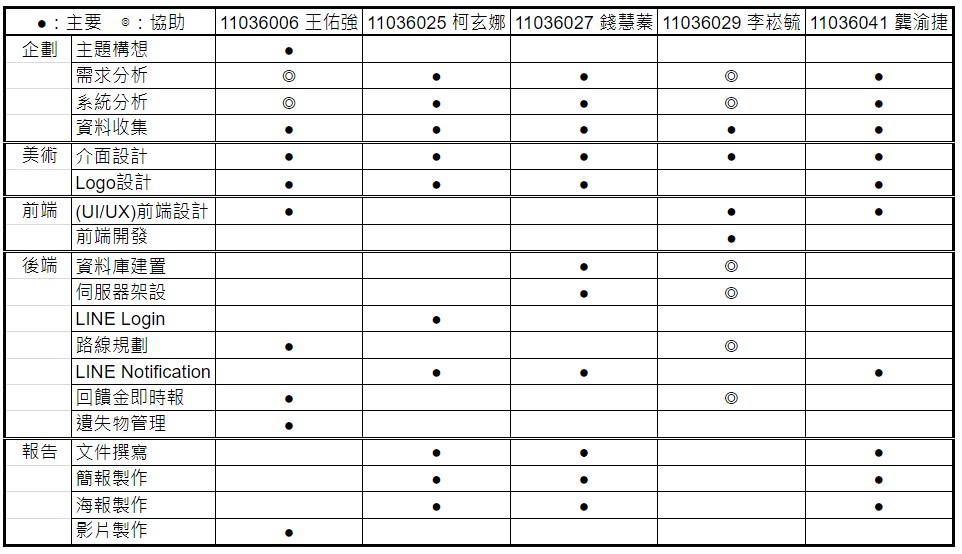 ●：主要　◎：協助 11036006 王佑強 11036025 柯玄娜 11036027 錢慧蓁 11036029 李崧毓 11036041 龔渝捷
企劃 主題構想 ●
需求分析 ◎ ● ● ◎ ●
系統分析 ◎ ● ● ◎ ●
資料收集 ● ● ● ● ●
美術 介面設計 ● ● ● ● ●
Logo設計 ● ● ● ●
前端 (UI/UX)前端設計 ● ● ●
前端開發 ●
後端 資料庫建置 ● ◎
伺服器架設 ● ◎
LINE Login ●
路線規劃 ● ◎
LINE Notification ● ● ●
回饋金即時報 ● ◎
遺失物管理 ●
報告 文件撰寫 ● ● ●
簡報製作 ● ● ●
海報製作 ● ● ●
影片製作 ●